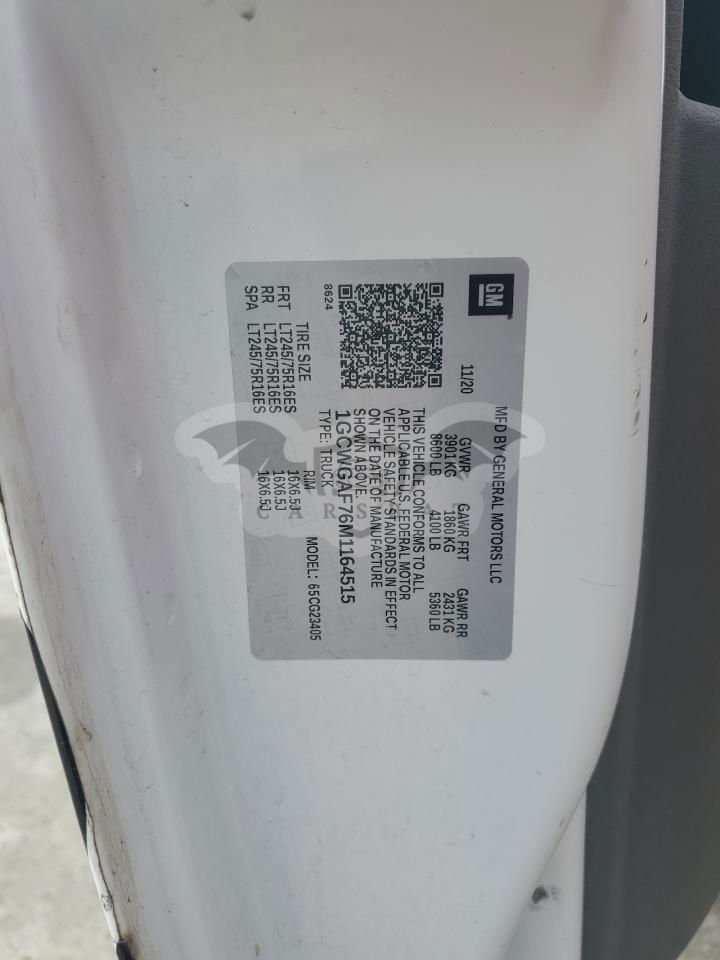 GM
MFD BY GENERAL MOTORS LLC
11/20 GVWR GAWR FRT GAWR RR
3901 KG 1860 KG 2431 KG
8600 LB 4100 LB 5360 LB
THIS VEHICLE CONFORMS TO ALL
APPLICABLE U.S. FEDERAL MOTOR
VEHICLE SAFETY STANDARDS IN EFFECT
ON THE DATE OF MANUFACTURE
SHOWN ABOVE.
1GCWGAF76M1164515
8624 TYPE: TRUCK MODEL: 65CG23405
TIRE SIZE RIM
FRT LT245/75R16ES 16X6.5J
RR LT245/75R16ES 16X6.5J
SPA LT245/75R16ES 16X6.5J